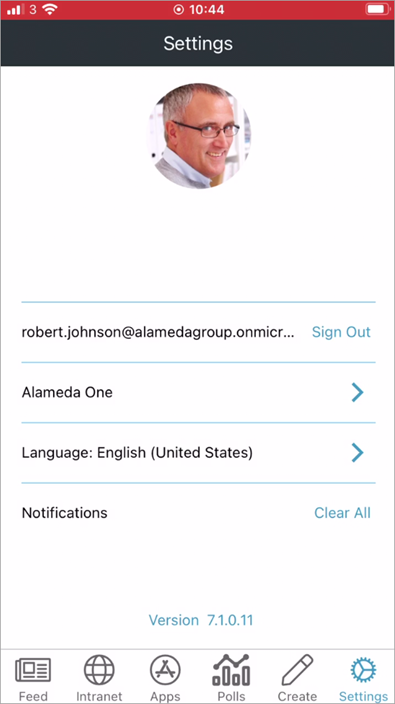 3 10:44
Settings
robert.johnson@alamedagroup.onmicr... Sign Out
Alameda One
Language: English (United States)
Notifications Clear All
Version 7.1.0.11
Feed Intranet Apps Polls Create Settings